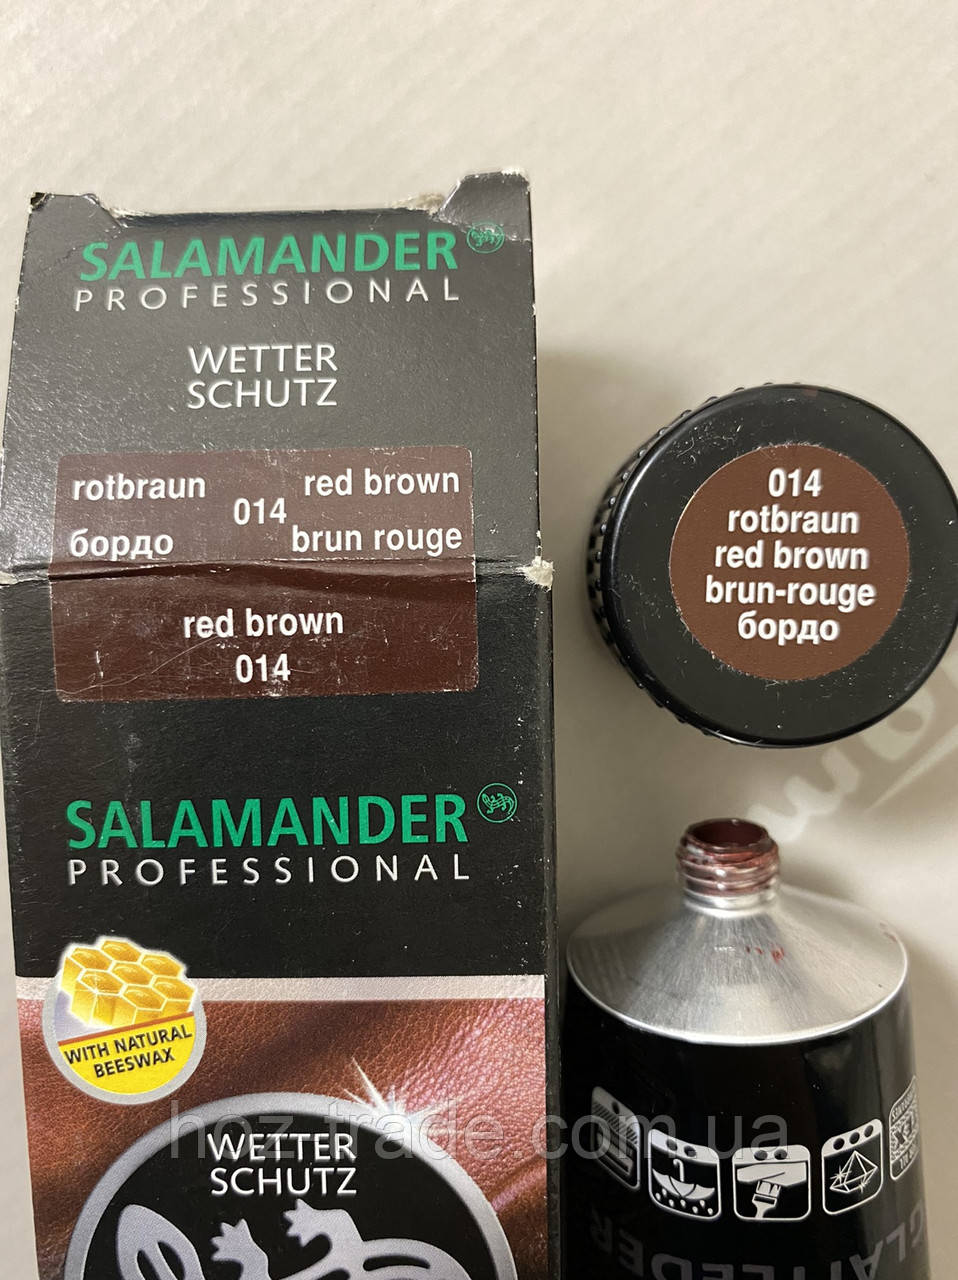 SALAMANDER
PROFESSIONAL
WETTER
SCHUTZ
rotbraun 014 red brown
бордо brun rouge
red brown
014
SALAMANDER
PROFESSIONAL
WITH NATURAL
BEESWAX
WETTER
SCHUTZ
014
rotbraun
red brown
brun-rouge
бордо
GLATTLEDER
hoz-trade.com.ua